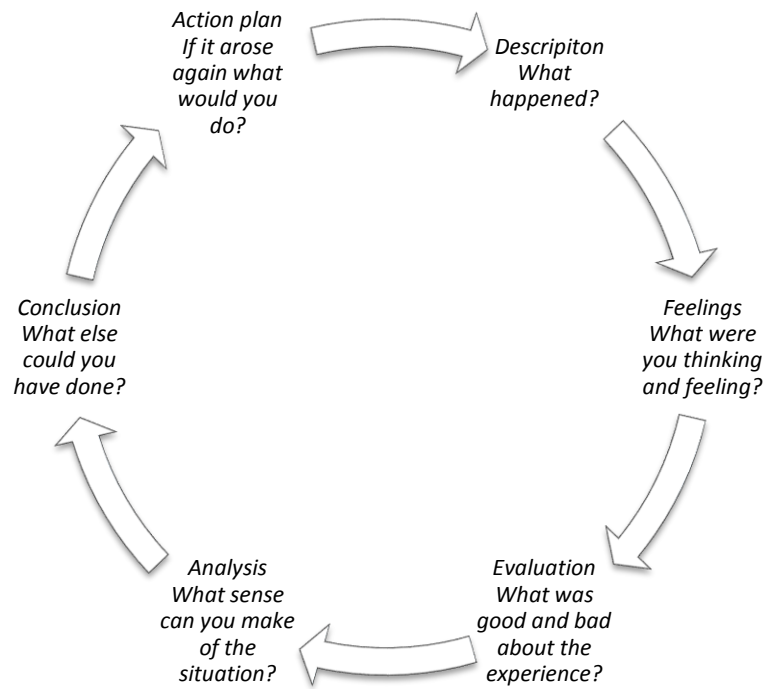 Action plan
If it arose
again what
would you
do?
Descripiton
What
happened?
Feelings
What were
you thinking
and feeling?
Evaluation
What was
good and bad
about the
experience?
Analysis
What sense
can you make
of the
situation?
Conclusion
What else
could you
have done?